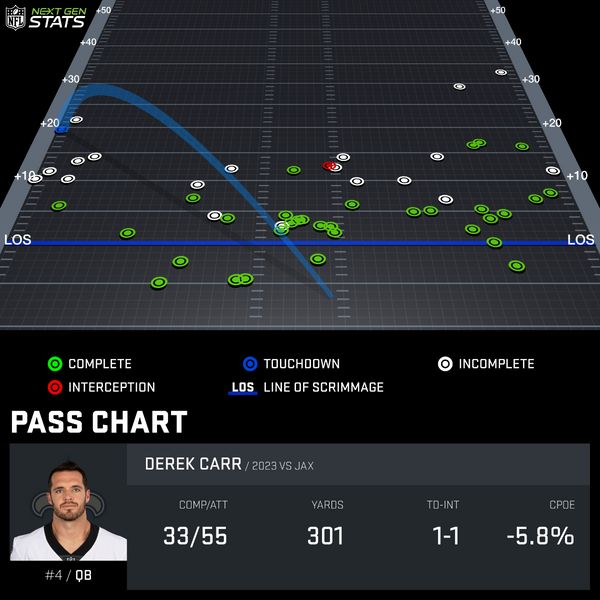 NFL NEXT GEN
STATS
+50 +50
+40 +40
+30 +30
+20 +20
+10 +10
LOS LOS
COMPLETE TOUCHDOWN INCOMPLETE
INTERCEPTION LOS LINE OF SCRIMMAGE
PASS CHART
DEREK CARR / 2023 VS JAX
COMP/ATT YARDS TD-INT CPOE
33/55 301 1-1 -5.8%
#4 / QB